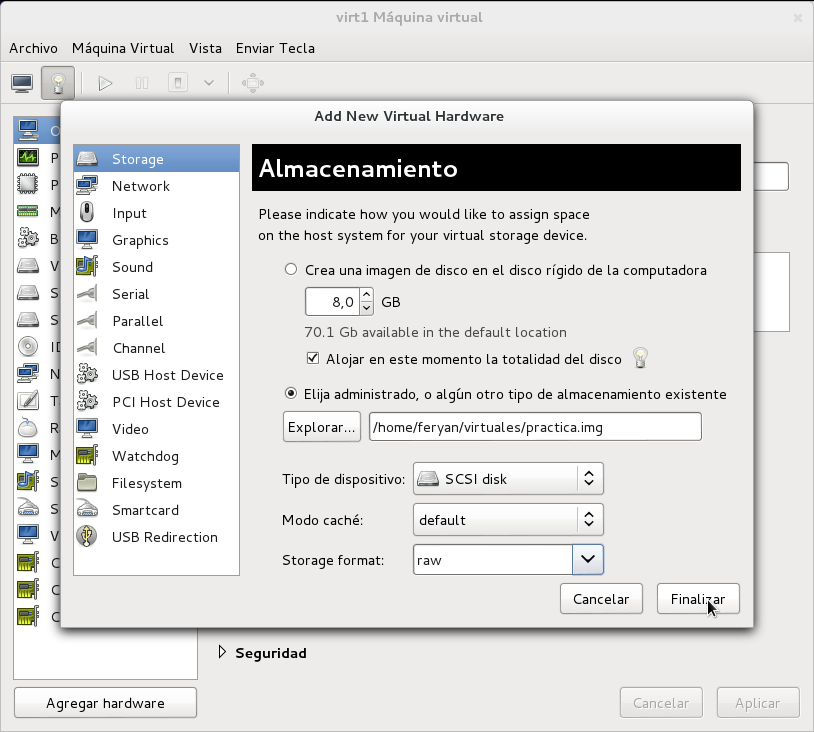 virt1 Máquina virtual
Archivo Máquina Virtual Vista Enviar Tecla
Add New Virtual Hardware
Storage
Network
Input
Graphics
Sound
Serial
Parallel
Channel
USB Host Device
PCI Host Device
Video
Watchdog
Filesystem
Smartcard
USB Redirection
Almacenamiento
Please indicate how you would like to assign space
on the host system for your virtual storage device.
Crea una imagen de disco en el disco rígido de la computadora
8,0 GB
70.1 Gb available in the default location
Alojar en este momento la totalidad del disco
Elija administrado, o algún otro tipo de almacenamiento existente
Explorar... /home/feryan/virtuales/practica.img
Tipo de dispositivo: SCSI disk
Modo caché: default
Storage format: raw
Cancelar Finalizar
Seguridad
Agregar hardware Cancelar Aplicar